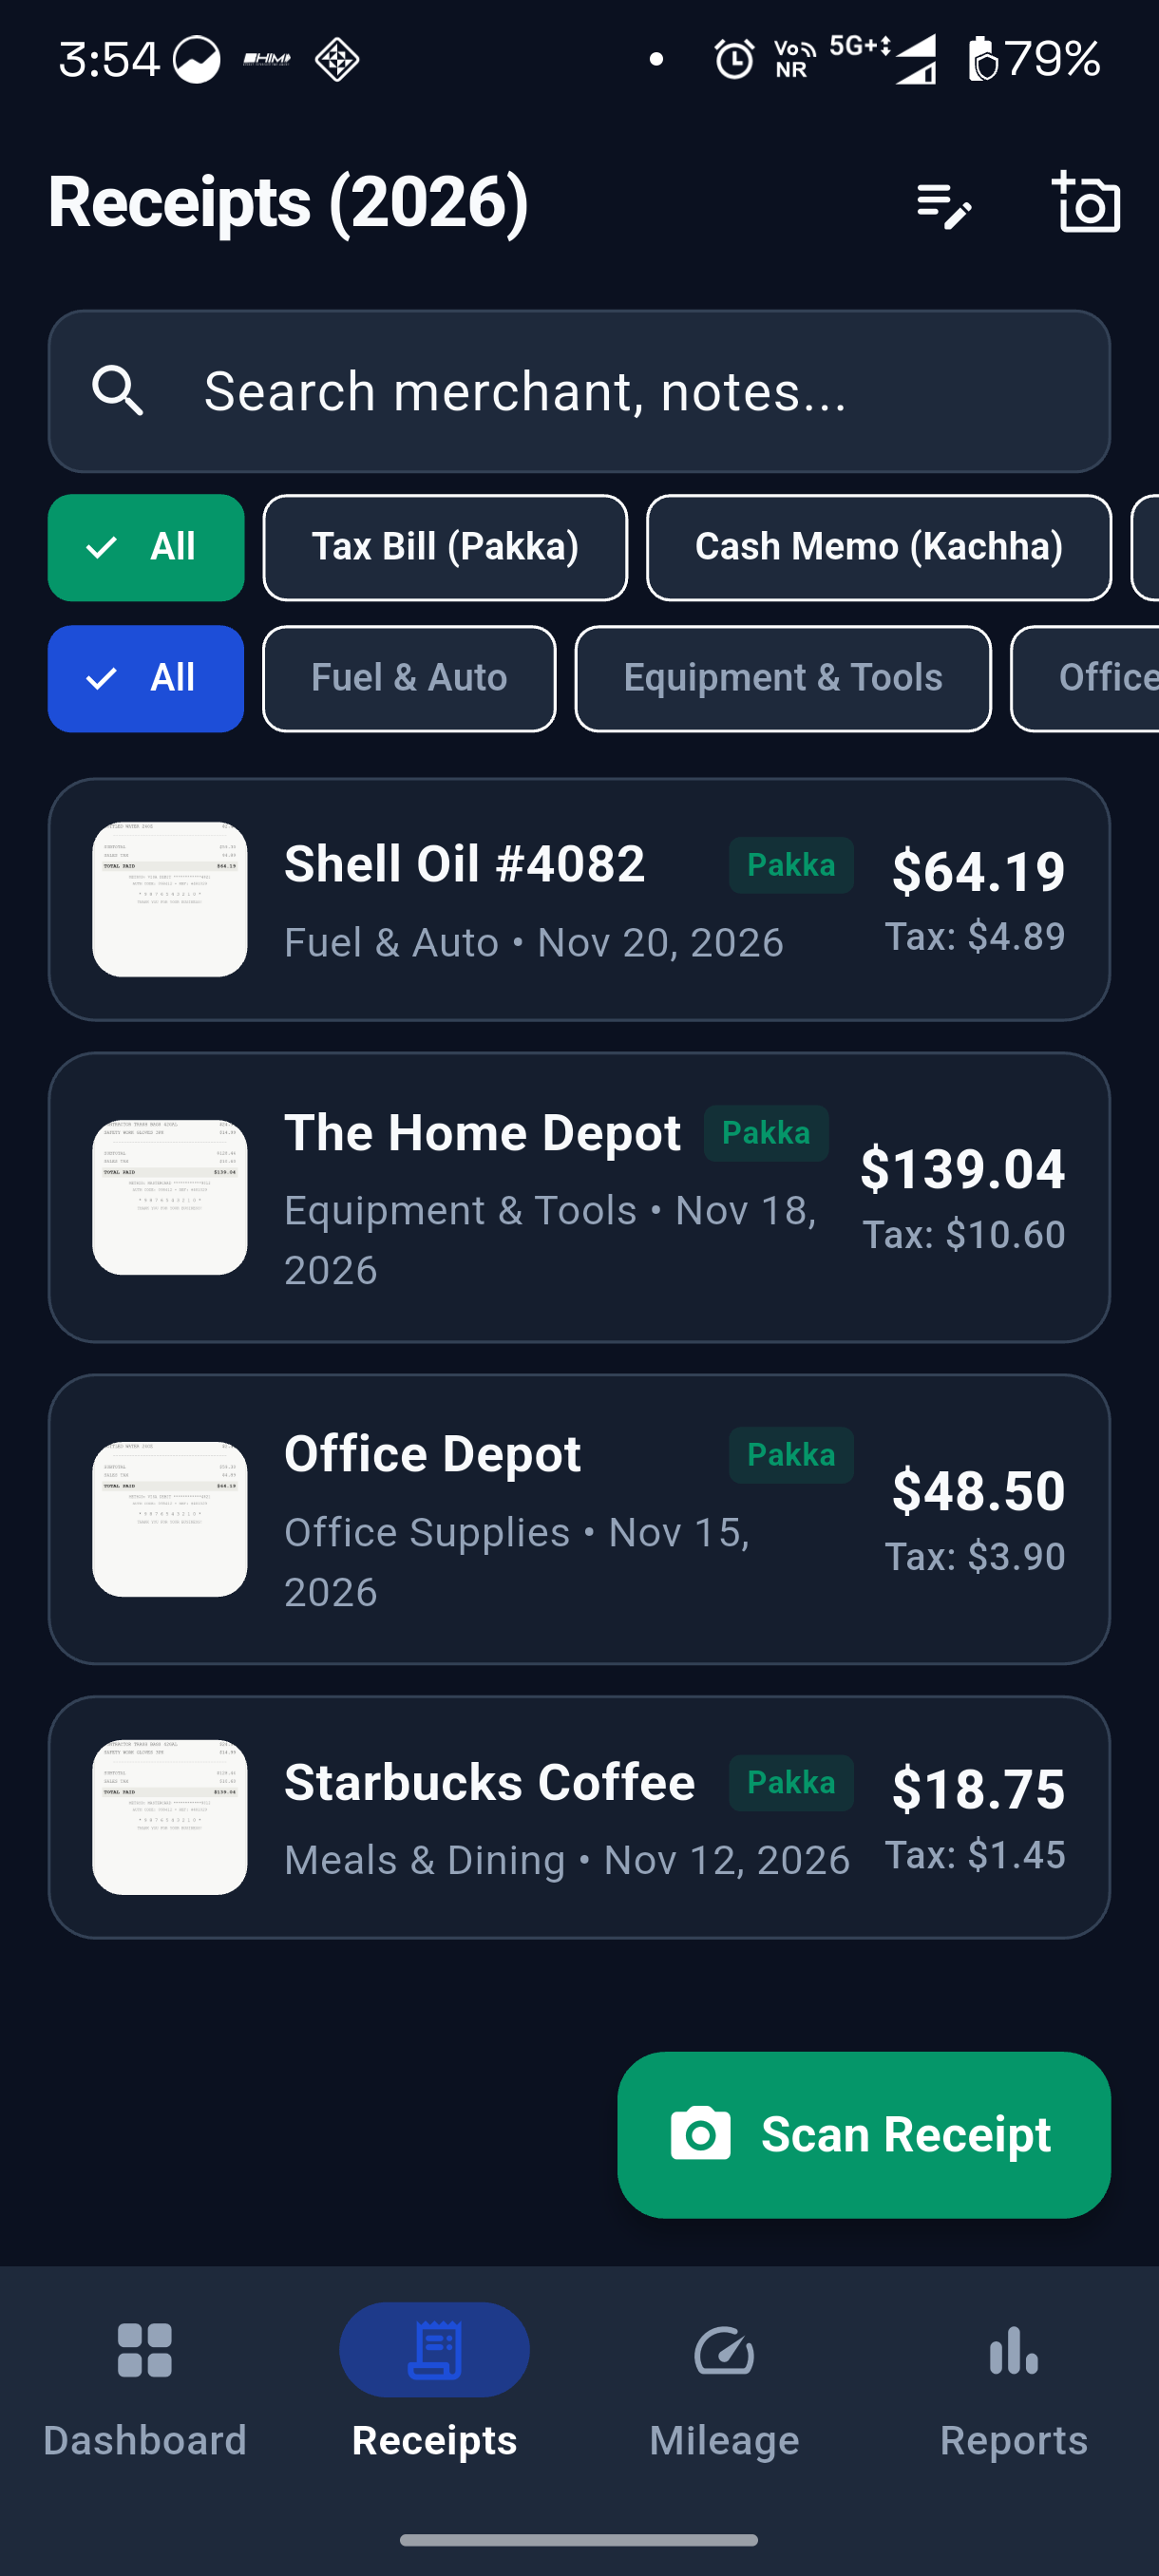 3:54
Vo NR
5G+
79%
Receipts (2026)
Search merchant, notes...
All
Tax Bill (Pakka)
Cash Memo (Kachha)
All
Fuel & Auto
Equipment & Tools
Office
Shell Oil #4082
Pakka
$64.19
Fuel & Auto • Nov 20, 2026
Tax: $4.89
The Home Depot
Pakka
$139.04
Equipment & Tools • Nov 18,
2026
Tax: $10.60
Office Depot
Pakka
$48.50
Office Supplies • Nov 15,
2026
Tax: $3.90
Starbucks Coffee
Pakka
$18.75
Meals & Dining • Nov 12, 2026
Tax: $1.45
Scan Receipt
Dashboard
Receipts
Mileage
Reports